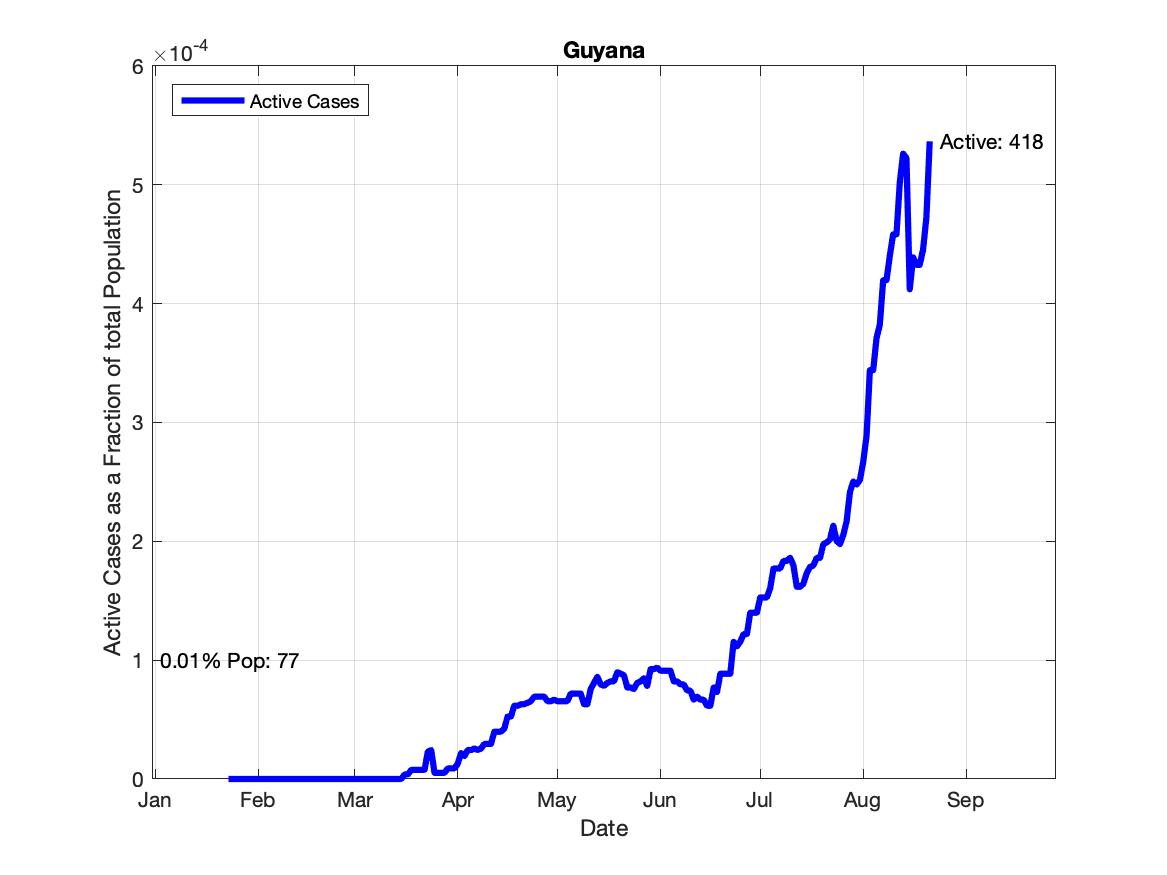 Guyana
×10-4
Active Cases
Active: 418
6
5
4
3
2
1
0
0.01% Pop: 77
Active Cases as a Fraction of total Population
Jan Feb Mar Apr May Jun Jul Aug Sep
Date